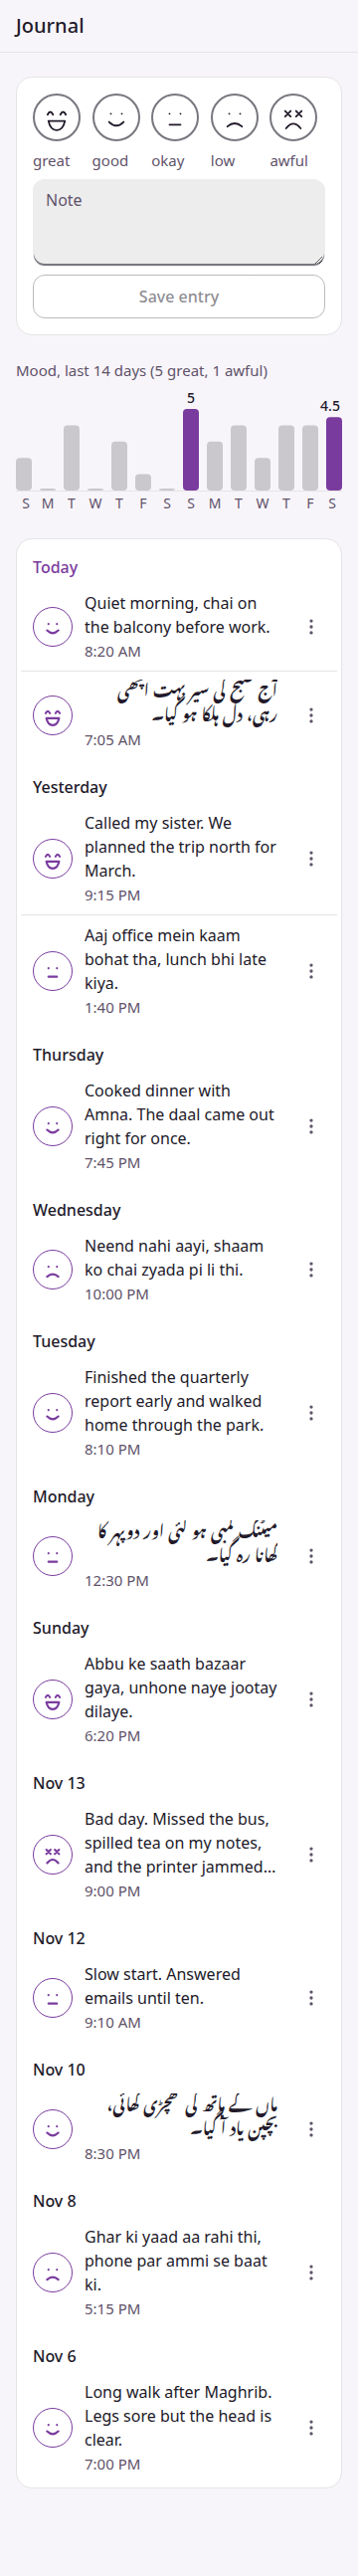 Journal
great good okay low awful
Note
Save entry
Mood, last 14 days (5 great, 1 awful)
5
4.5
S M T W T F S S M T W T F S
Today
Quiet morning, chai on
the balcony before work.
8:20 AM
آج صبح کی سیر بہت اچھی
رہی، دل ہلکا ہو گیا۔
7:05 AM
Yesterday
Called my sister. We
planned the trip north for
March.
9:15 PM
Aaj office mein kaam
bohat tha, lunch bhi late
kiya.
1:40 PM
Thursday
Cooked dinner with
Amna. The daal came out
right for once.
7:45 PM
Wednesday
Neend nahi aayi, shaam
ko chai zyada pi li thi.
10:00 PM
Tuesday
Finished the quarterly
report early and walked
home through the park.
8:10 PM
Monday
میٹنگ لمبی ہو گئی اور دوپہر کا
کھانا رہ گیا۔
12:30 PM
Sunday
Abbu ke saath bazaar
gaya, unhone naye jootay
dilaye.
6:20 PM
Nov 13
Bad day. Missed the bus,
spilled tea on my notes,
and the printer jammed...
9:00 PM
Nov 12
Slow start. Answered
emails until ten.
9:10 AM
Nov 10
ماں کے ہاتھ کی کھچڑی کھائی،
بچپن یاد آ گیا۔
8:30 PM
Nov 8
Ghar ki yaad aa rahi thi,
phone par ammi se baat
ki.
5:15 PM
Nov 6
Long walk after Maghrib.
Legs sore but the head is
clear.
7:00 PM